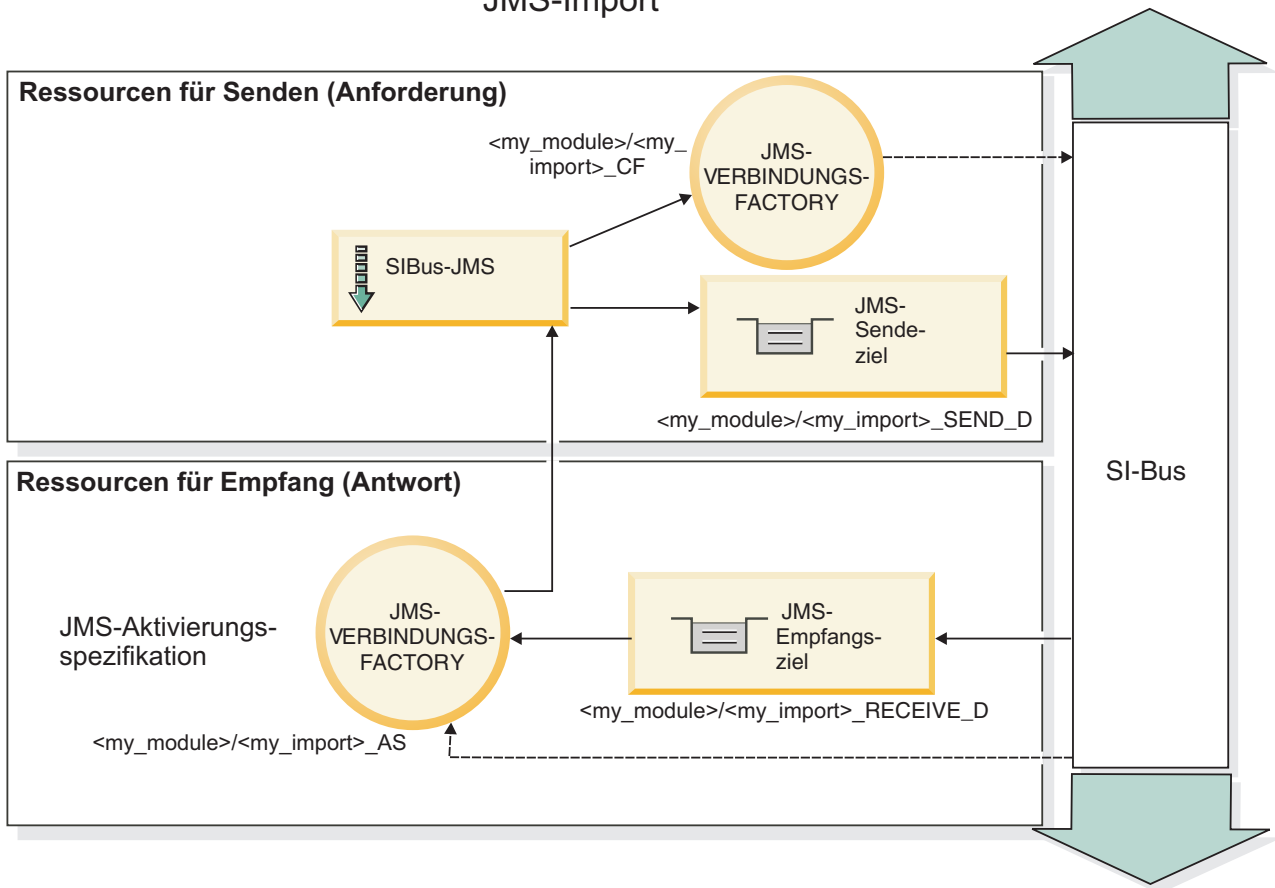 JMS-Import
Ressourcen für Senden (Anforderung)
<my_module>/<my_
import>_CF
JMS-
VERBINDUNGS-
FACTORY
SIBus-JMS
JMS-
Sende-
ziel
<my_module>/<my_import>_SEND_D
SI-Bus
Ressourcen für Empfang (Antwort)
JMS-Aktivierungs-
spezifikation
JMS-
VERBINDUNGS-
FACTORY
JMS-
Empfangs-
ziel
<my_module>/<my_import>_RECEIVE_D
<my_module>/<my_import>_AS